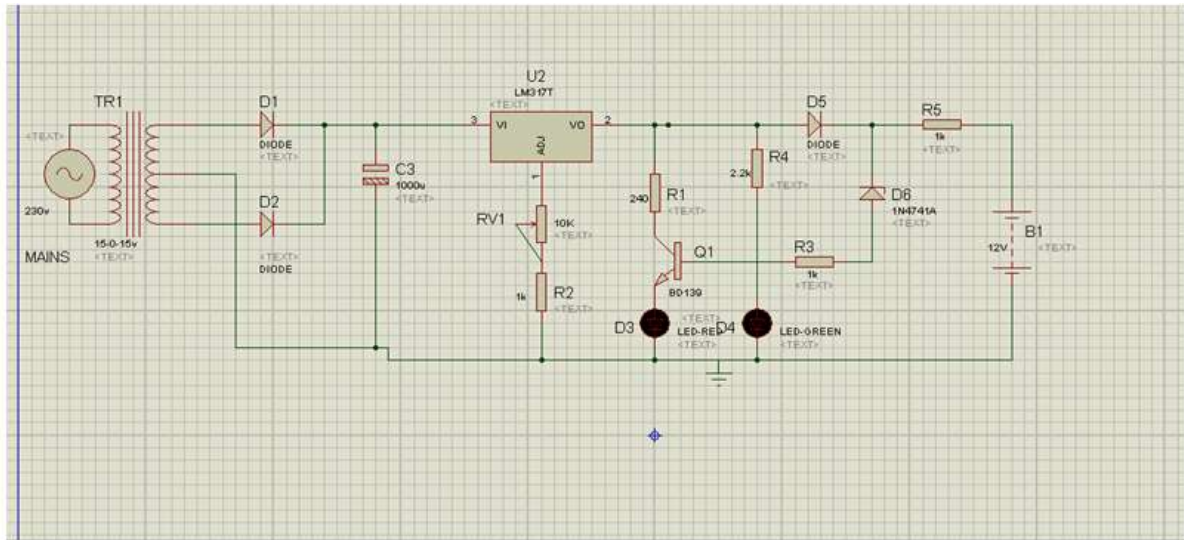 TR1
<TEXT>
230v
MAINS
15-0-15v
<TEXT>
D1
DIODE
<TEXT>
D2
DIODE
<TEXT>
C3
1000u
<TEXT>
U2
LM317T
<TEXT>
3
VI
VO
2
ADJ
1
RV1
10K
<TEXT>
R2
1k
<TEXT>
R1
240
<TEXT>
Q1
BD139
<TEXT>
D3
LED-RED
<TEXT>
R4
2.2k
<TEXT>
D4
LED-GREEN
<TEXT>
D5
DIODE
<TEXT>
R3
1k
<TEXT>
D6
1N4741A
<TEXT>
R5
1k
<TEXT>
B1
12V
<TEXT>